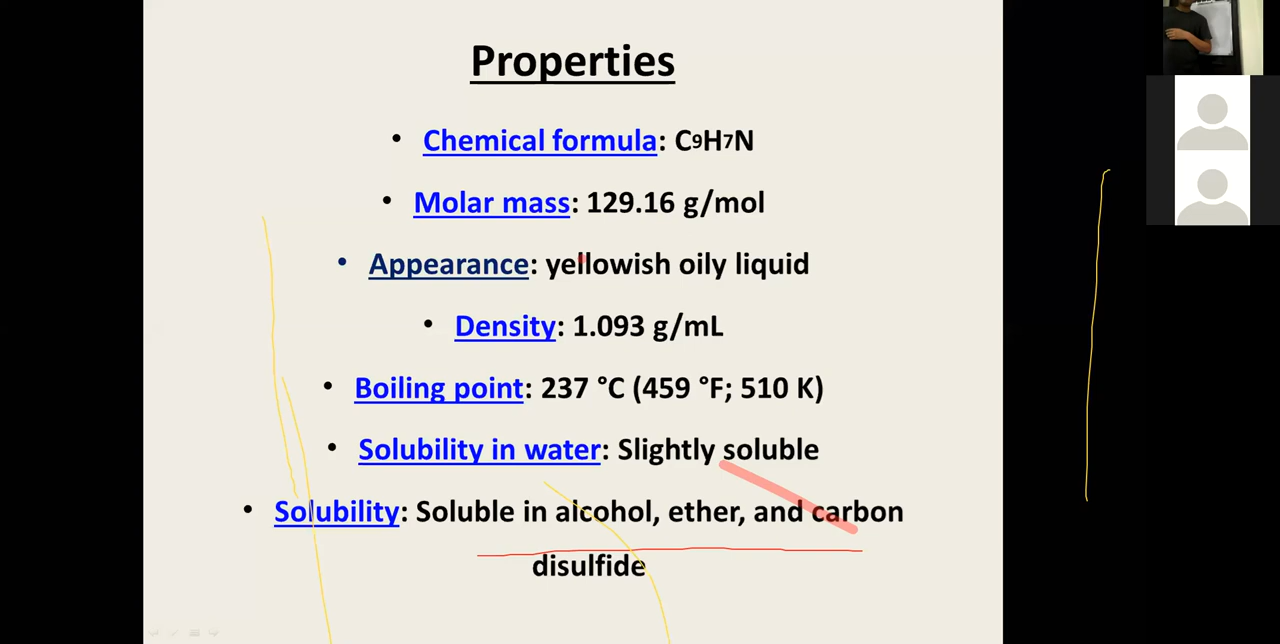 Properties
• Chemical formula: C9H7N
• Molar mass: 129.16 g/mol
• Appearance: yellowish oily liquid
• Density: 1.093 g/mL
• Boiling point: 237 °C (459 °F; 510 K)
• Solubility in water: Slightly soluble
• Solubility: Soluble in alcohol, ether, and carbon
disulfide